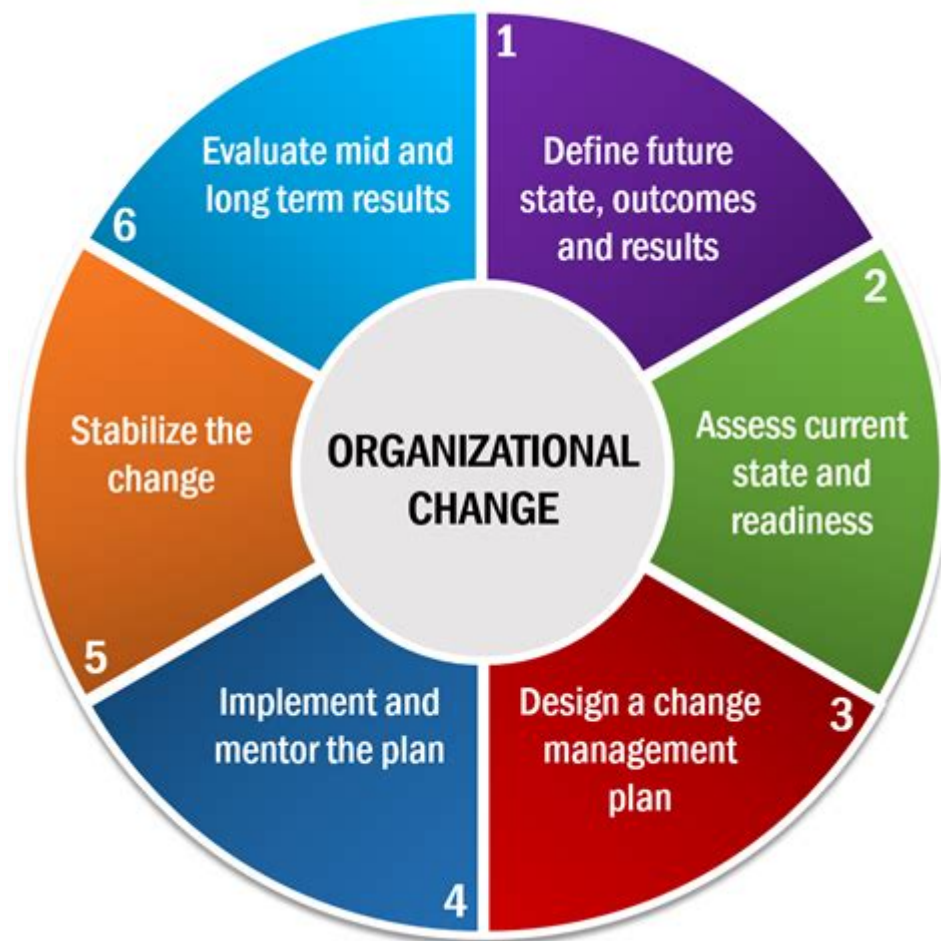 1
Define future
state, outcomes
and results
2
Assess current
state and
readiness
3
Design a change
management
plan
4
Implement and
mentor the plan
5
Stabilize the
change
6
Evaluate mid and
long term results
ORGANIZATIONAL
CHANGE